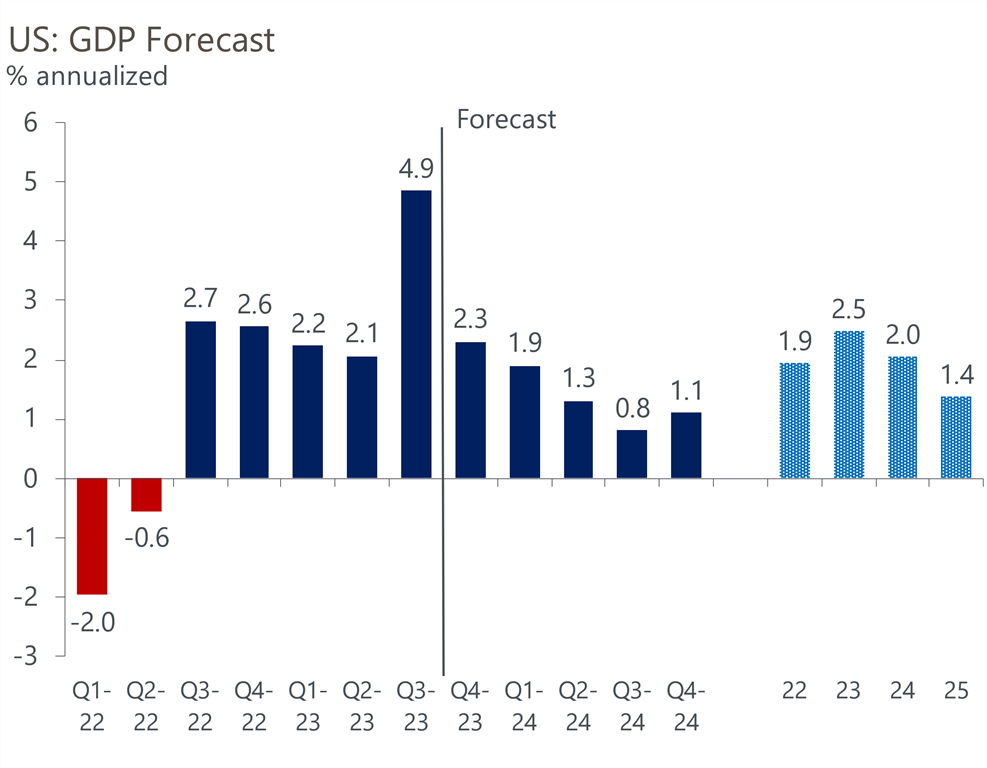 US: GDP Forecast
% annualized
Forecast
6
5
4
3
2
1
0
-1
-2
-3
-2.0
-0.6
2.7
2.6
2.2
2.1
4.9
2.3
1.9
1.3
0.8
1.1
1.9
2.5
2.0
1.4
Q1-
22
Q2-
22
Q3-
22
Q4-
22
Q1-
23
Q2-
23
Q3-
23
Q4-
23
Q1-
24
Q2-
24
Q3-
24
Q4-
24
22
23
24
25